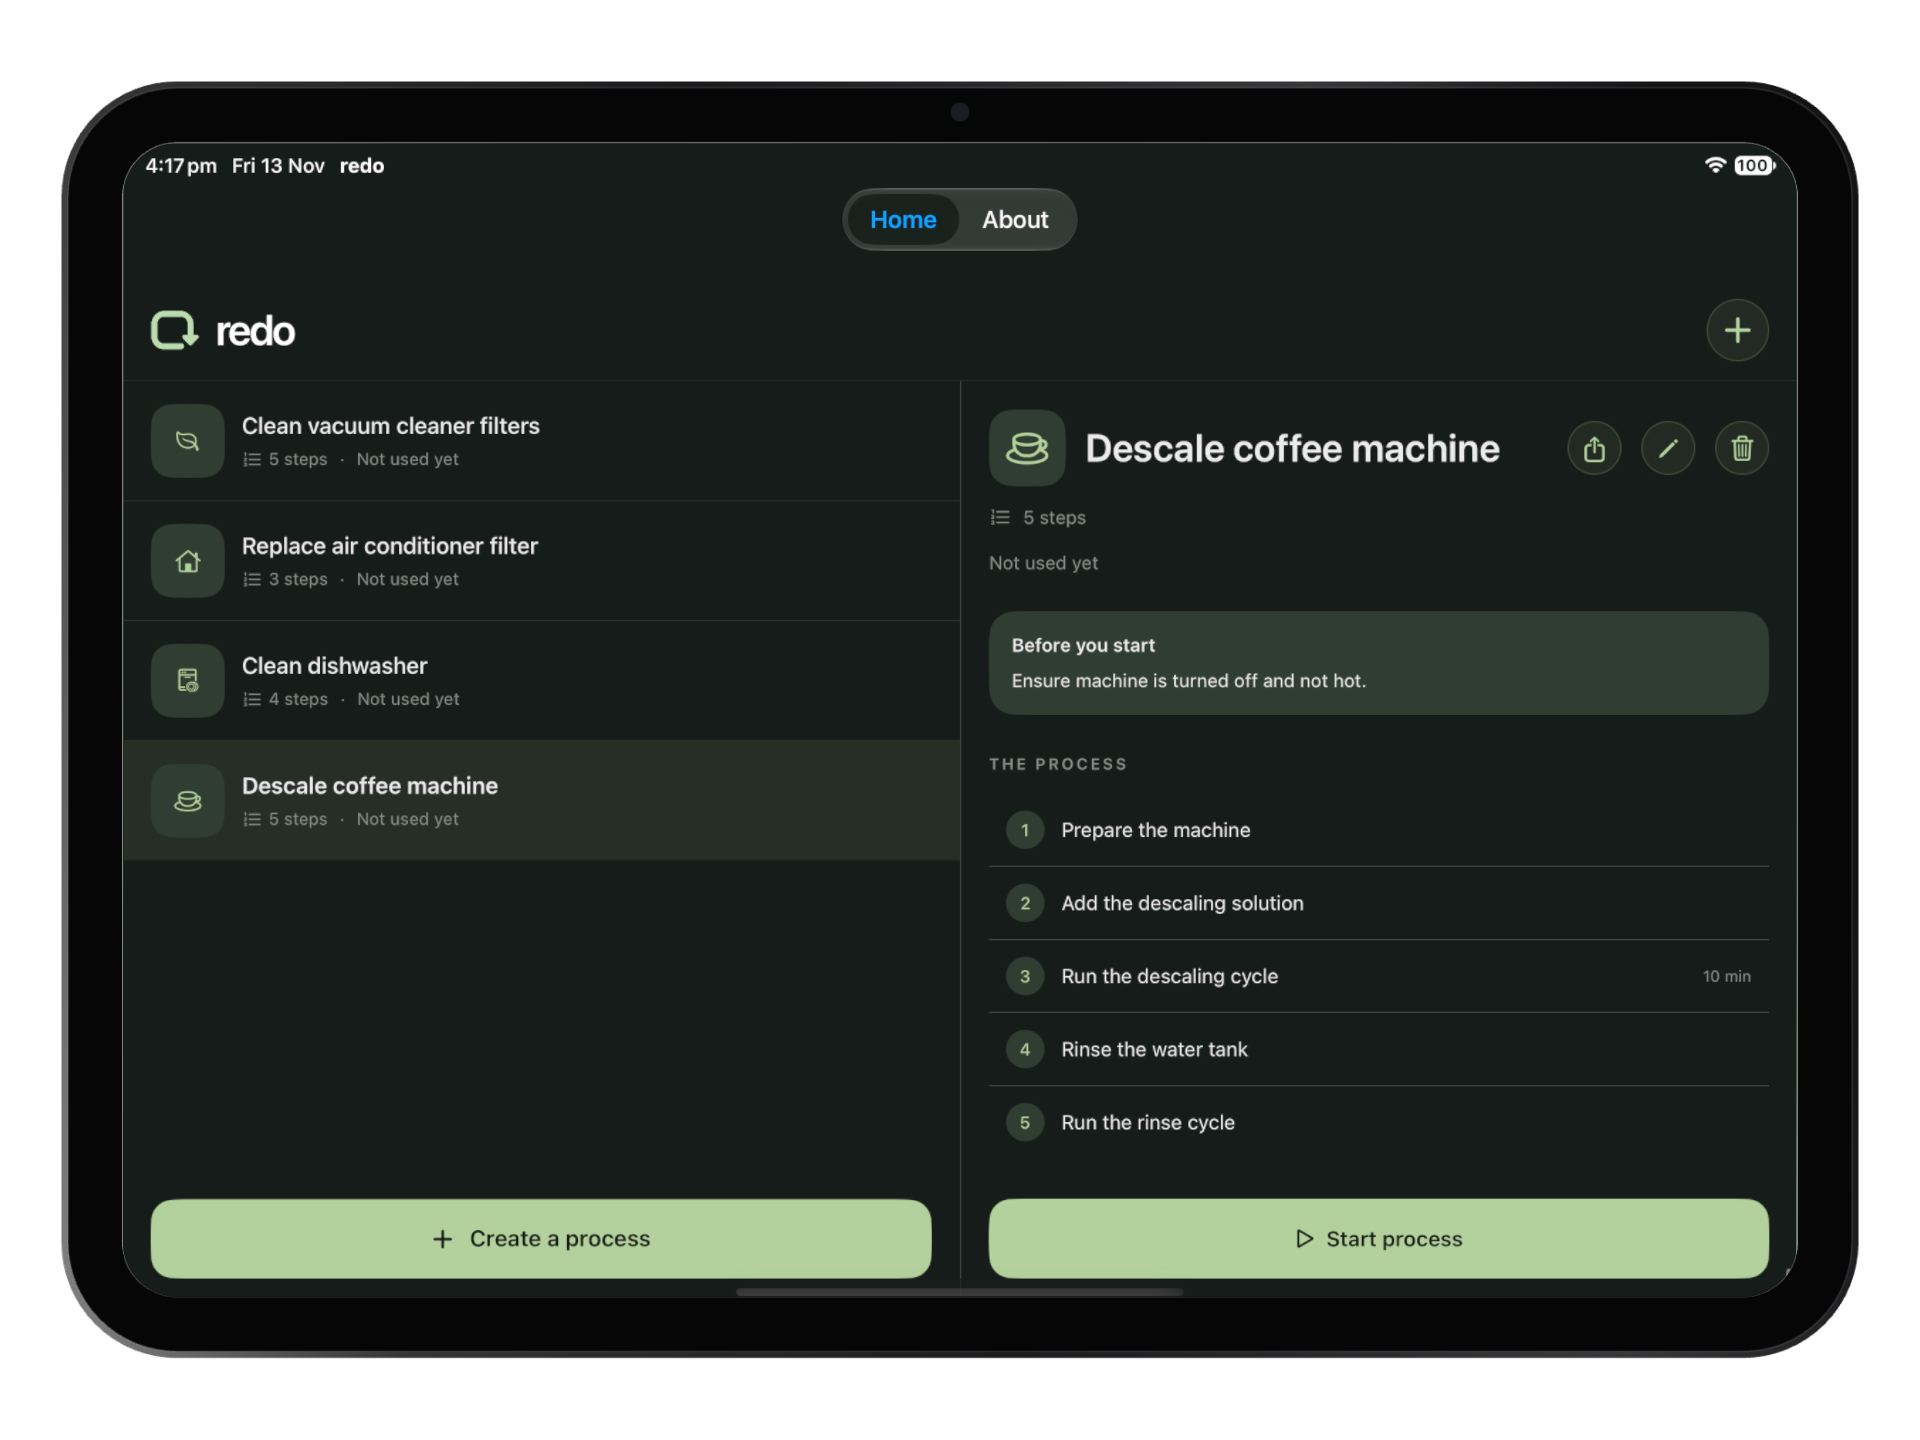 4:17 pm Fri 13 Nov redo
100
Home About
redo
Clean vacuum cleaner filters
5 steps · Not used yet
Replace air conditioner filter
3 steps · Not used yet
Clean dishwasher
4 steps · Not used yet
Descale coffee machine
5 steps · Not used yet
Create a process
Descale coffee machine
5 steps
Not used yet
Before you start
Ensure machine is turned off and not hot.
THE PROCESS
1 Prepare the machine
2 Add the descaling solution
3 Run the descaling cycle 10 min
4 Rinse the water tank
5 Run the rinse cycle
Start process